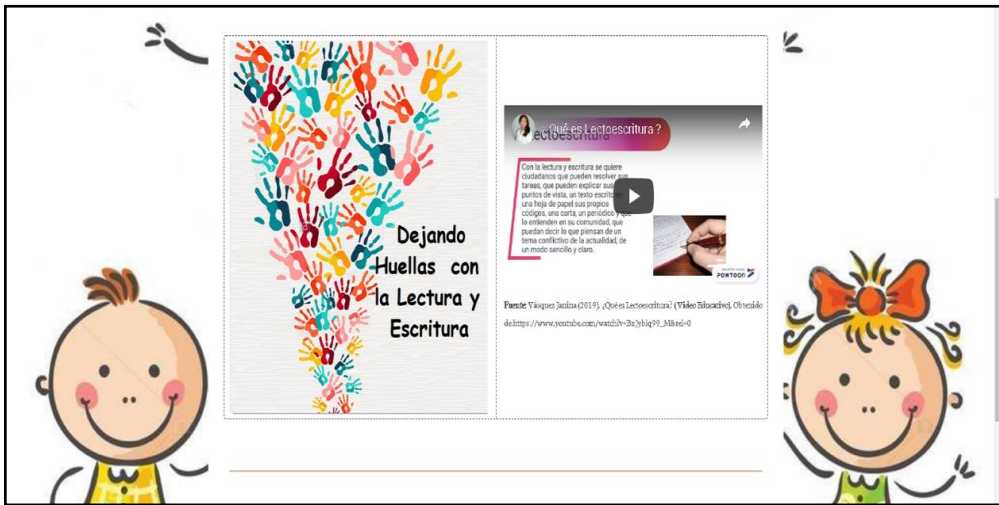 Dejando
Huellas con
la Lectura y
Escritura
Qué es Lectoescritura ?
ectoescritura
Con la lectura y escritura se quiere
ciudadanos que pueden resolver sus
tareas, que pueden explicar sus
puntos de vista, un texto escrito en
una hoja de papel sus propios
códigos, una carta, un periódico y que
lo entienden en su comunidad, que
puedan decir lo que piensan de un
tema conflictivo de la actualidad, de
un modo sencillo y claro.
POWTOON
Fuente: Vásquez Janina (2019). ¿Qué es Lectoescritura? (Video Educativo). Obtenido
de:https://www.youtube.com/watch?v=